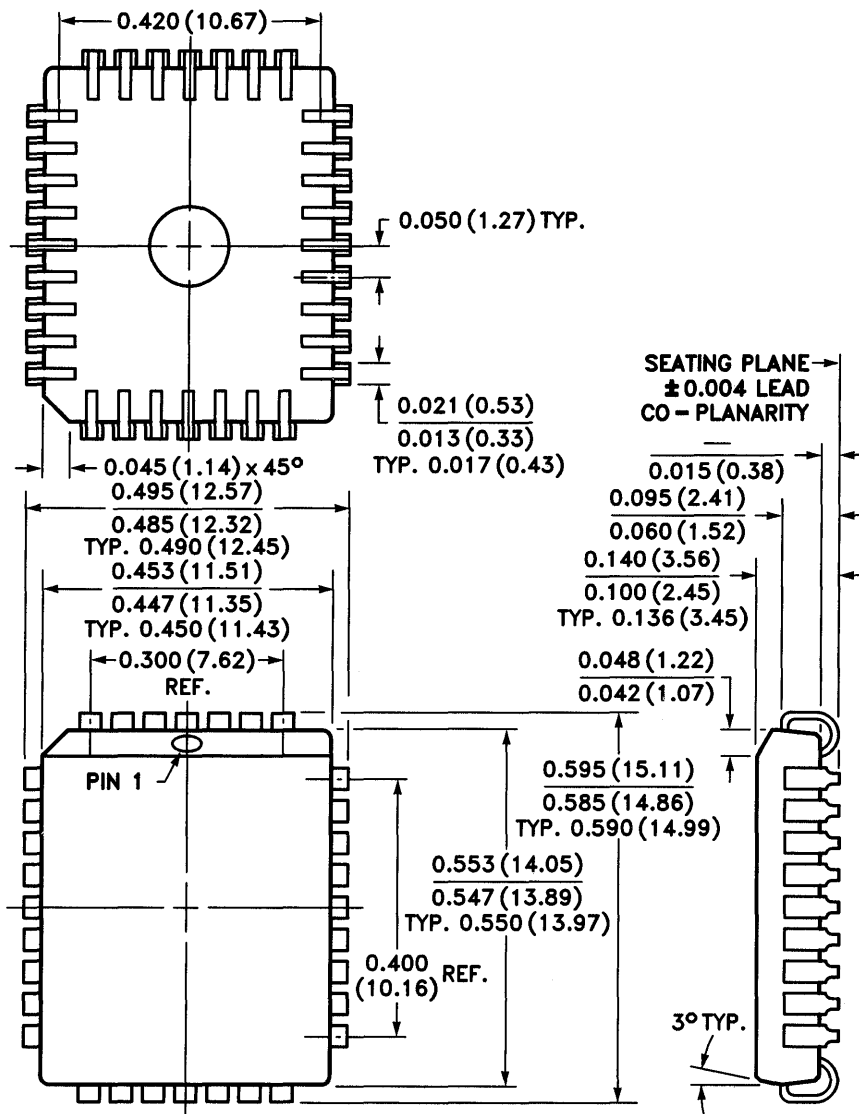 0.420 (10.67)
0.050 (1.27) TYP.
0.021 (0.53)
0.013 (0.33)
TYP. 0.017 (0.43)
SEATING PLANE
±0.004 LEAD
CO-PLANARITY
—
0.015 (0.38)
0.095 (2.41)
0.060 (1.52)
0.140 (3.56)
0.100 (2.45)
TYP. 0.136 (3.45)
0.045 (1.14) x 45°
0.495 (12.57)
0.485 (12.32)
TYP. 0.490 (12.45)
0.453 (11.51)
0.447 (11.35)
TYP. 0.450 (11.43)
0.300 (7.62)
REF.
0.048 (1.22)
0.042 (1.07)
PIN 1
0.595 (15.11)
0.585 (14.86)
TYP. 0.590 (14.99)
0.553 (14.05)
0.547 (13.89)
TYP. 0.550 (13.97)
0.400
(10.16) REF.
3° TYP.